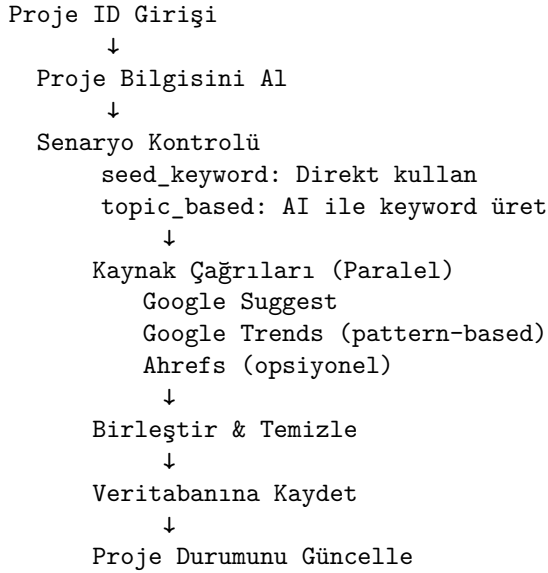 Proje ID Girişi
↓
Proje Bilgisini Al
↓
Senaryo Kontrolü
seed_keyword: Direkt kullan
topic_based: AI ile keyword üret
↓
Kaynak Çağrıları (Paralel)
Google Suggest
Google Trends (pattern-based)
Ahrefs (opsiyonel)
↓
Birleştir & Temizle
↓
Veritabanına Kaydet
↓
Proje Durumunu Güncelle